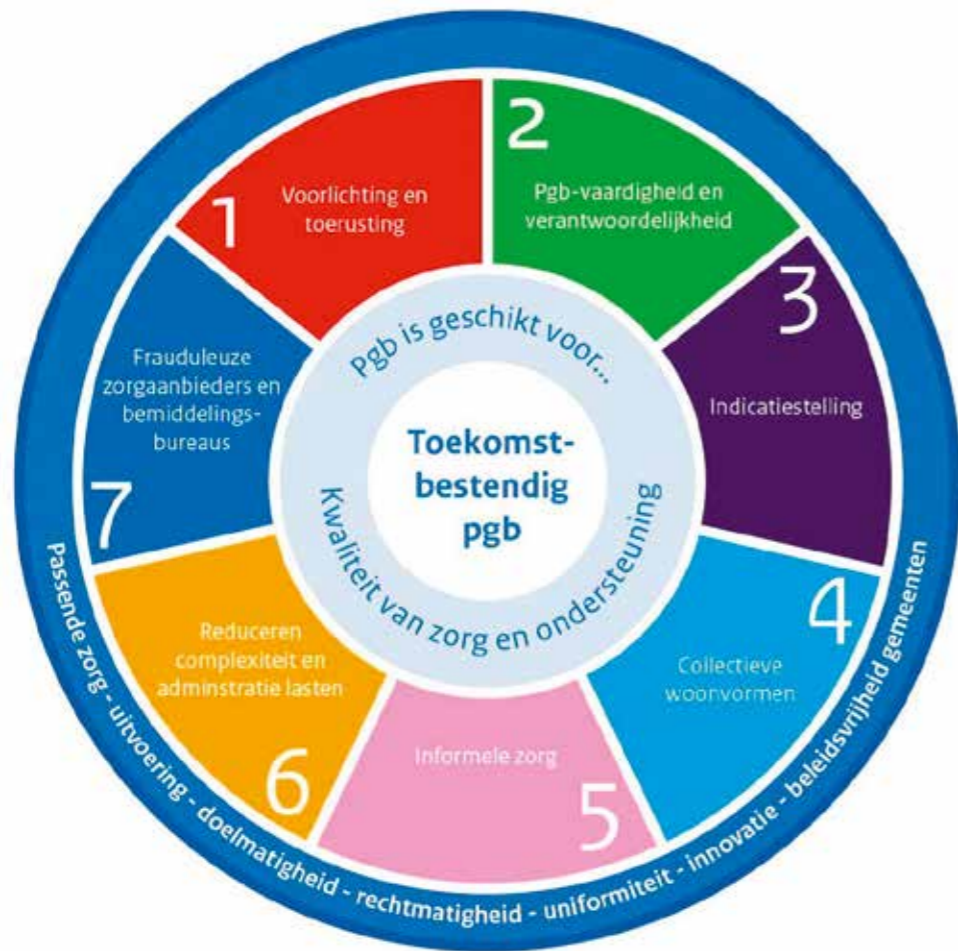 1
Voorlichting en
toerusting
2
Pgb-vaardigheid en
verantwoordelijkheid
3
Indicatiestelling
4
Collectieve
woonvormen
5
Informele zorg
6
Reduceren
complexiteit en
adminstratie lasten
7
Frauduleuze
zorgaanbieders en
bemiddelings-
bureaus
Pgb is geschikt voor...
Toekomst-
bestendig
pgb
Kwaliteit van zorg en ondersteuning
Passende zorg - uitvoering - doelmatigheid - rechtmatigheid - uniformiteit - innovatie - beleidsvrijheid gemeenten